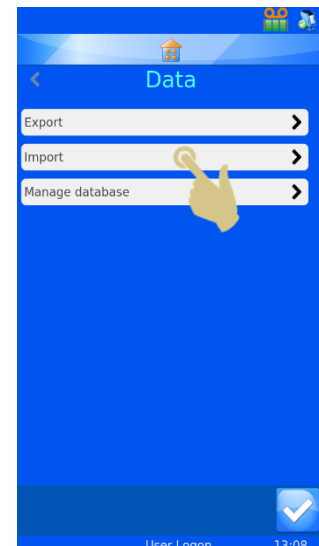 Data
Export
Import
Manage database
User Logon 13:08